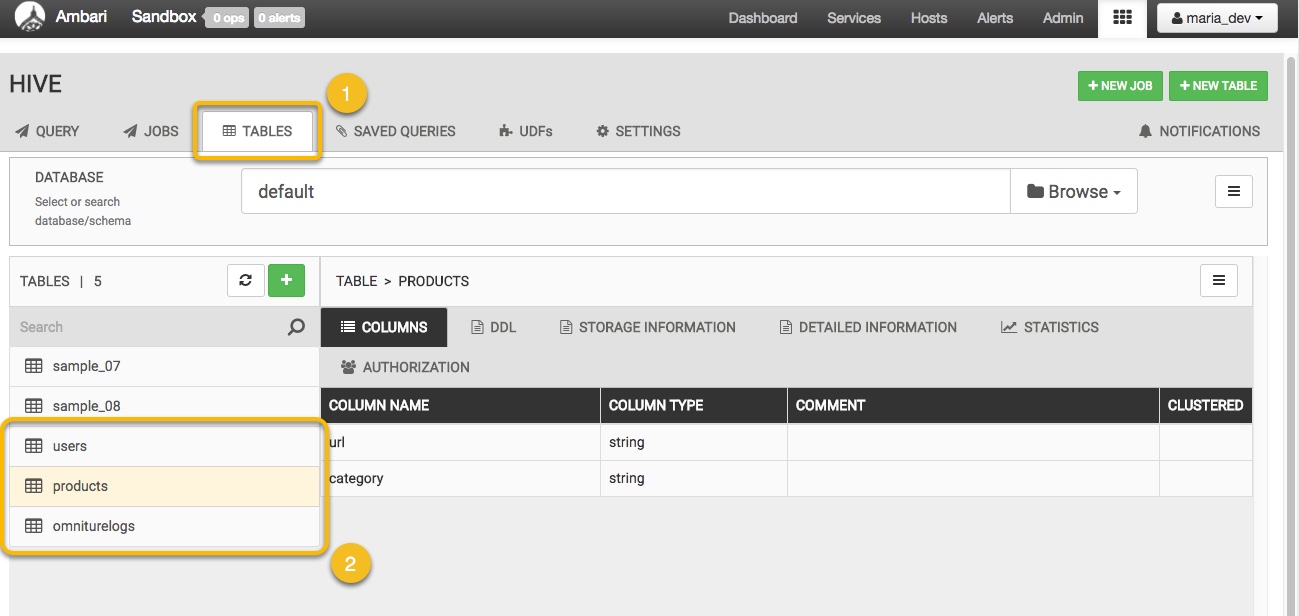 Ambari Sandbox 0 ops 0 alerts Dashboard Services Hosts Alerts Admin maria_dev
HIVE + NEW JOB + NEW TABLE
1
QUERY JOBS TABLES SAVED QUERIES UDFs SETTINGS NOTIFICATIONS
DATABASE
Select or search
database/schema
default Browse
TABLES | 5 + TABLE > PRODUCTS
Search COLUMNS DDL STORAGE INFORMATION DETAILED INFORMATION STATISTICS
AUTHORIZATION
sample_07
sample_08 COLUMN NAME COLUMN TYPE COMMENT CLUSTERED
users url string
products category string
omniturelogs
2